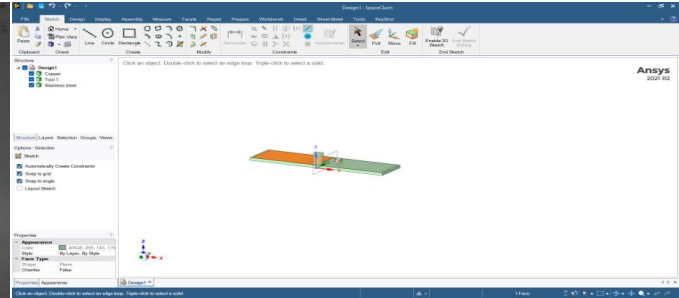 Design1 - SpaceClaim
File Sketch Design Display Assembly Measure Facets Repair Prepare Workbench Detail Sheet Metal Tools KeyShot
Paste
Home
Plan View
Line Circle Rectangle
Dimension
Select Pull Move Fill
Enable 3D Sketch
End Sketch Editing
Clipboard Orient Create Modify Constraints Edit End Sketch
Structure
Click an object. Double-click to select an edge loop. Triple-click to select a solid.
Ansys
2021 R2
Design1
Copper
Tool 1
Stainless steel
Structure Layers Selection Groups Views
Options - Selection
Sketch
Automatically Create Constraints
Snap to grid
Snap to angle
Layout Sketch
Properties
Appearance
Color
Style By Layer, By Style
Face Type
Shape Plane
Chamfer False
Properties Appearance
Design1
Click an object. Double-click to select an edge loop. Triple-click to select a solid.
1 Face